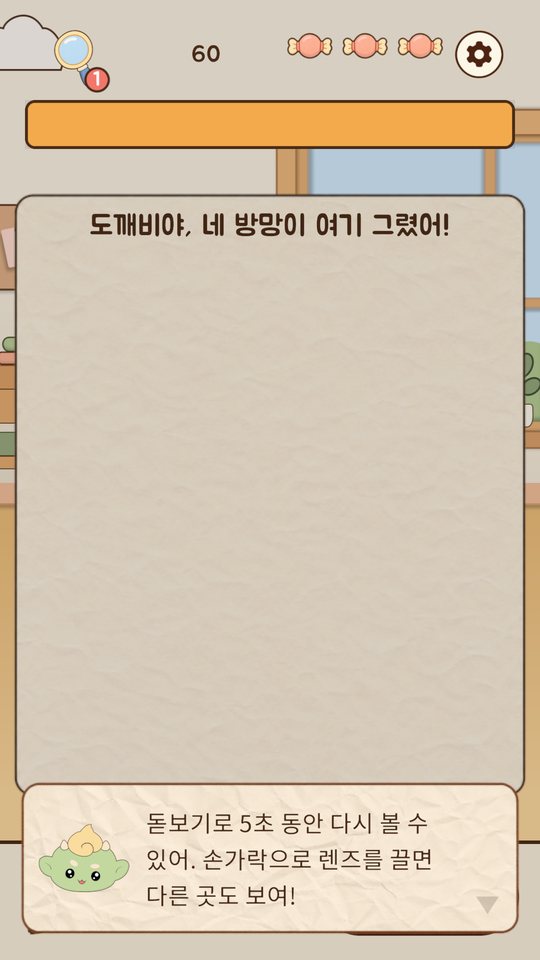 1
60
도깨비야, 네 방망이 여기 그렸어!
돋보기로 5초 동안 다시 볼 수
있어. 손가락으로 렌즈를 끌면
다른 곳도 보여!